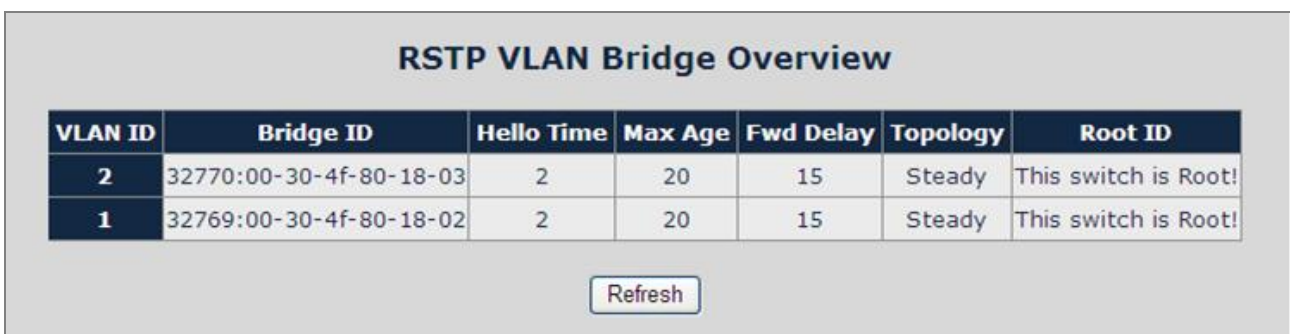 RSTP VLAN Bridge Overview
VLAN ID Bridge ID Hello Time Max Age Fwd Delay Topology Root ID
2 32770:00-30-4f-80-18-03 2 20 15 Steady This switch is Root!
1 32769:00-30-4f-80-18-02 2 20 15 Steady This switch is Root!
Refresh